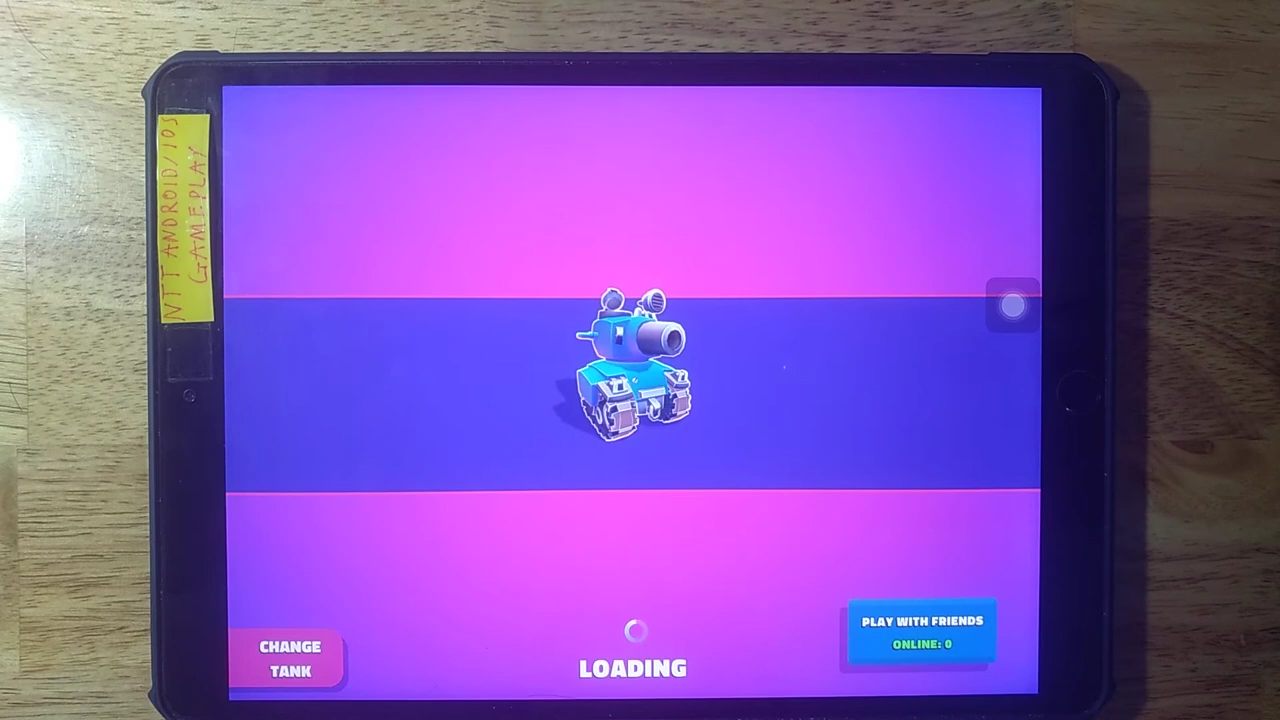 NTT ANDROID/IOS
GAMEPLAY
CHANGE
TANK
LOADING
PLAY WITH FRIENDS
ONLINE: 0